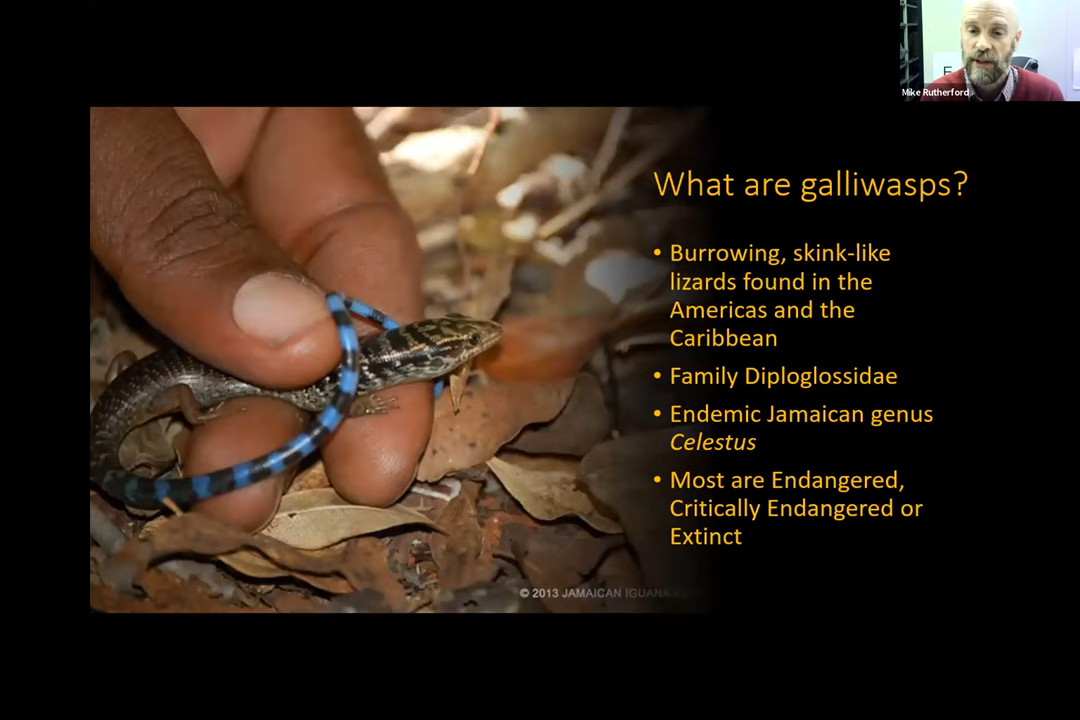 Mike Rutherford
What are galliwasps?
• Burrowing, skink-like
lizards found in the
Americas and the
Caribbean
• Family Diploglossidae
• Endemic Jamaican genus
Celestus
• Most are Endangered,
Critically Endangered or
Extinct
© 2013 JAMAICAN IGUANA